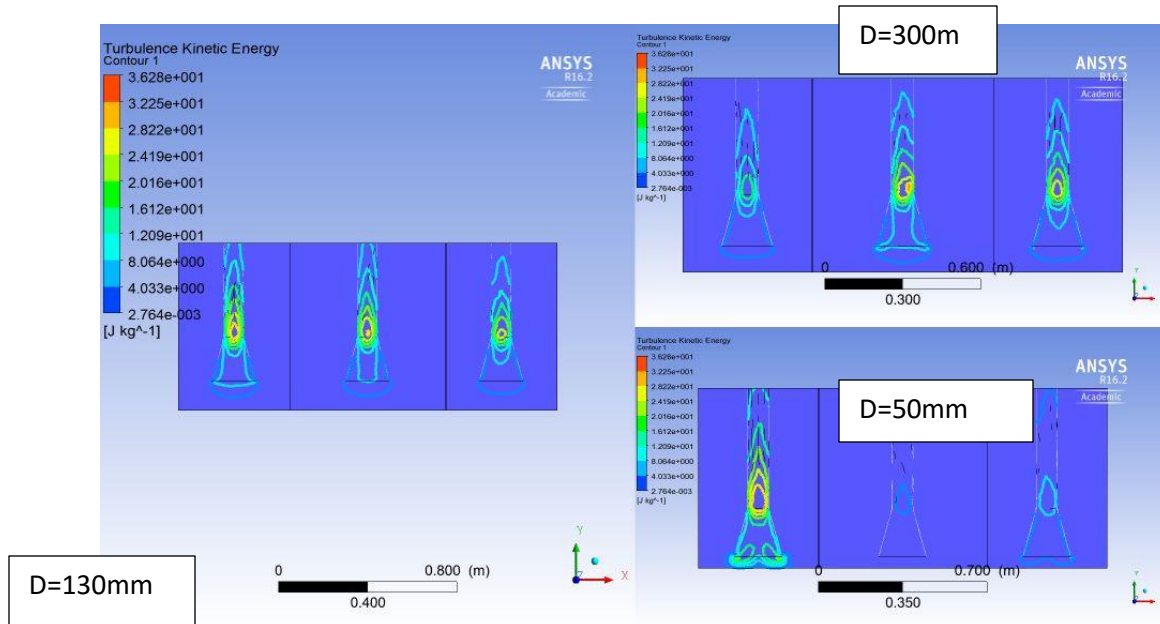 Turbulence Kinetic Energy
Contour 1
3.628e+001
3.225e+001
2.822e+001
2.419e+001
2.016e+001
1.612e+001
1.209e+001
8.064e+000
4.033e+000
2.764e-003
[J kg^-1]
ANSYS
R16.2
Academic
0
0.800 (m)
0.400
Y
X
Z
D=130mm
Turbulence Kinetic Energy
Contour 1
3.628e+001
3.225e+001
2.822e+001
2.419e+001
2.016e+001
1.612e+001
1.209e+001
8.064e+000
4.033e+000
2.764e-003
[J kg^-1]
D=300m
ANSYS
R16.2
Academic
0
0.600 (m)
0.300
Turbulence Kinetic Energy
Contour 1
3.628e+001
3.225e+001
2.822e+001
2.419e+001
2.016e+001
1.612e+001
1.209e+001
8.064e+000
4.033e+000
2.764e-003
[J kg^-1]
D=50mm
ANSYS
R16.2
Academic
0
0.700 (m)
0.350